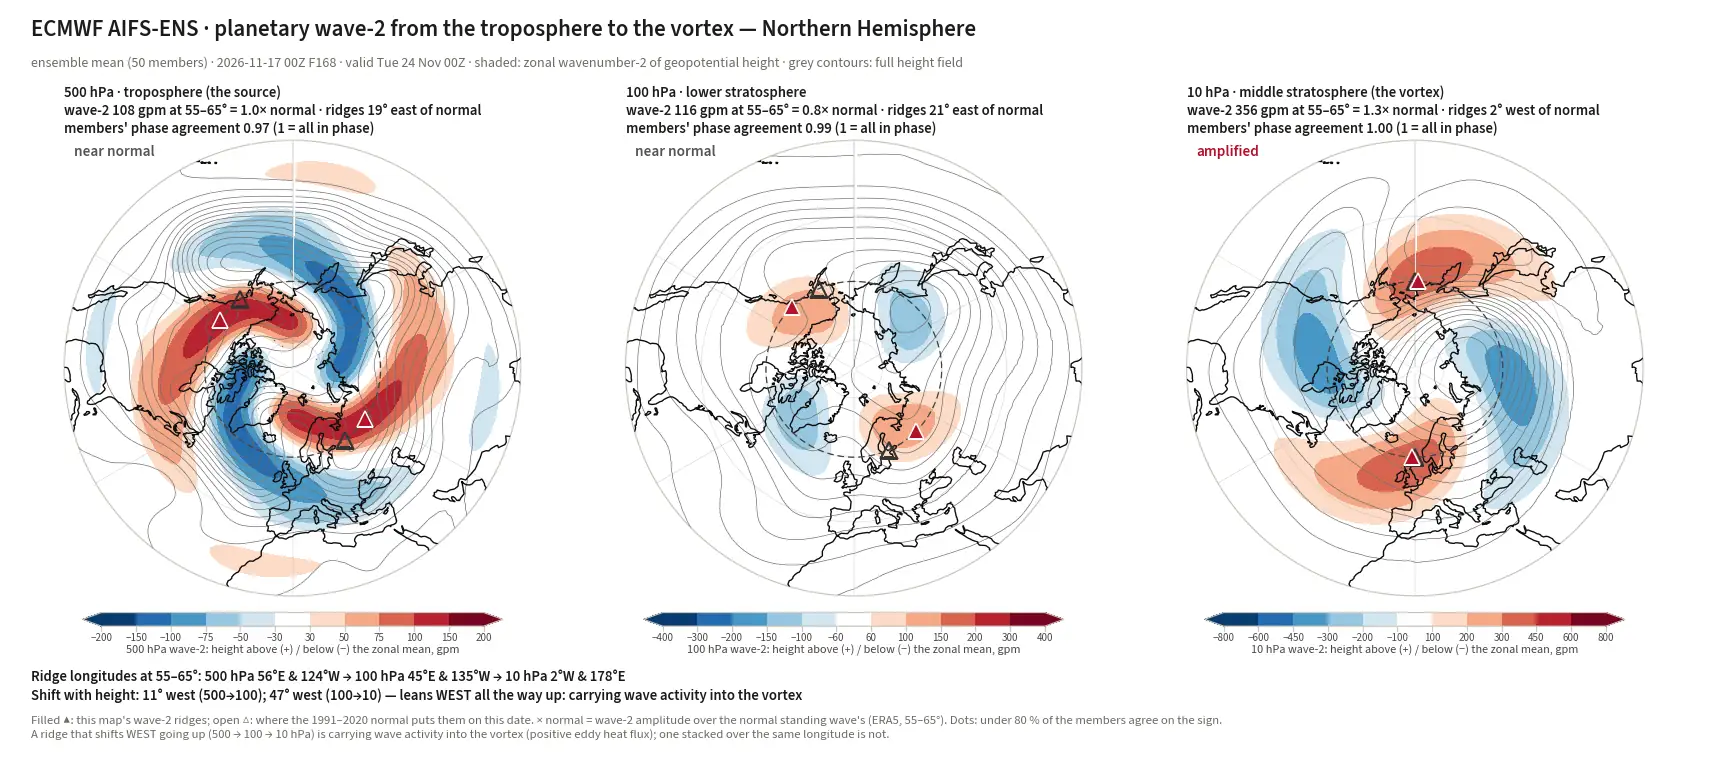 ECMWF AIFS-ENS · planetary wave-2 from the troposphere to the vortex — Northern Hemisphere
ensemble mean (50 members) · 2026-11-17 00Z F168 · valid Tue 24 Nov 00Z · shaded: zonal wavenumber-2 of geopotential height · grey contours: full height field
500 hPa · troposphere (the source)
wave-2 108 gpm at 55–65° = 1.0× normal · ridges 19° east of normal
members' phase agreement 0.97 (1 = all in phase)
near normal
100 hPa · lower stratosphere
wave-2 116 gpm at 55–65° = 0.8× normal · ridges 21° east of normal
members' phase agreement 0.99 (1 = all in phase)
near normal
10 hPa · middle stratosphere (the vortex)
wave-2 356 gpm at 55–65° = 1.3× normal · ridges 2° west of normal
members' phase agreement 1.00 (1 = all in phase)
amplified
−200 −150 −100 −75 −50 −30 30 50 75 100 150 200
500 hPa wave-2: height above (+) / below (−) the zonal mean, gpm
−400 −300 −200 −150 −100 −60 60 100 150 200 300 400
100 hPa wave-2: height above (+) / below (−) the zonal mean, gpm
−800 −600 −450 −300 −200 −100 100 200 300 450 600 800
10 hPa wave-2: height above (+) / below (−) the zonal mean, gpm
Ridge longitudes at 55–65°: 500 hPa 56°E & 124°W → 100 hPa 45°E & 135°W → 10 hPa 2°W & 178°E
Shift with height: 11° west (500→100); 47° west (100→10) — leans WEST all the way up: carrying wave activity into the vortex
Filled ▲: this map's wave-2 ridges; open △: where the 1991–2020 normal puts them on this date. × normal = wave-2 amplitude over the normal standing wave's (ERA5, 55–65°). Dots: under 80 % of the members agree on the sign.
A ridge that shifts WEST going up (500 → 100 → 10 hPa) is carrying wave activity into the vortex (positive eddy heat flux); one stacked over the same longitude is not.